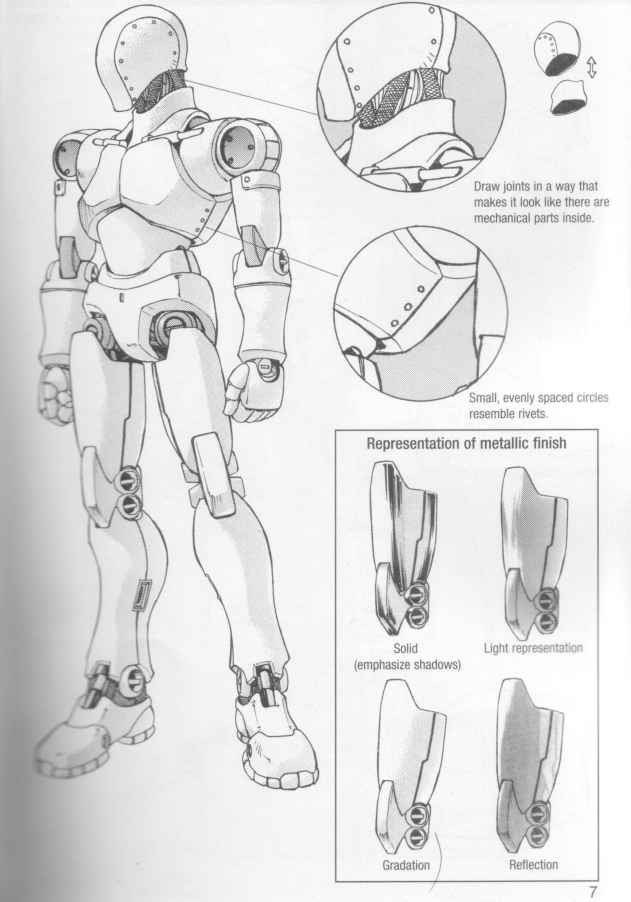 Draw joints in a way that
makes it look like there are
mechanical parts inside.
Small, evenly spaced circles
resemble rivets.
Representation of metallic finish
Solid
(emphasize shadows)
Light representation
Gradation
Reflection
7